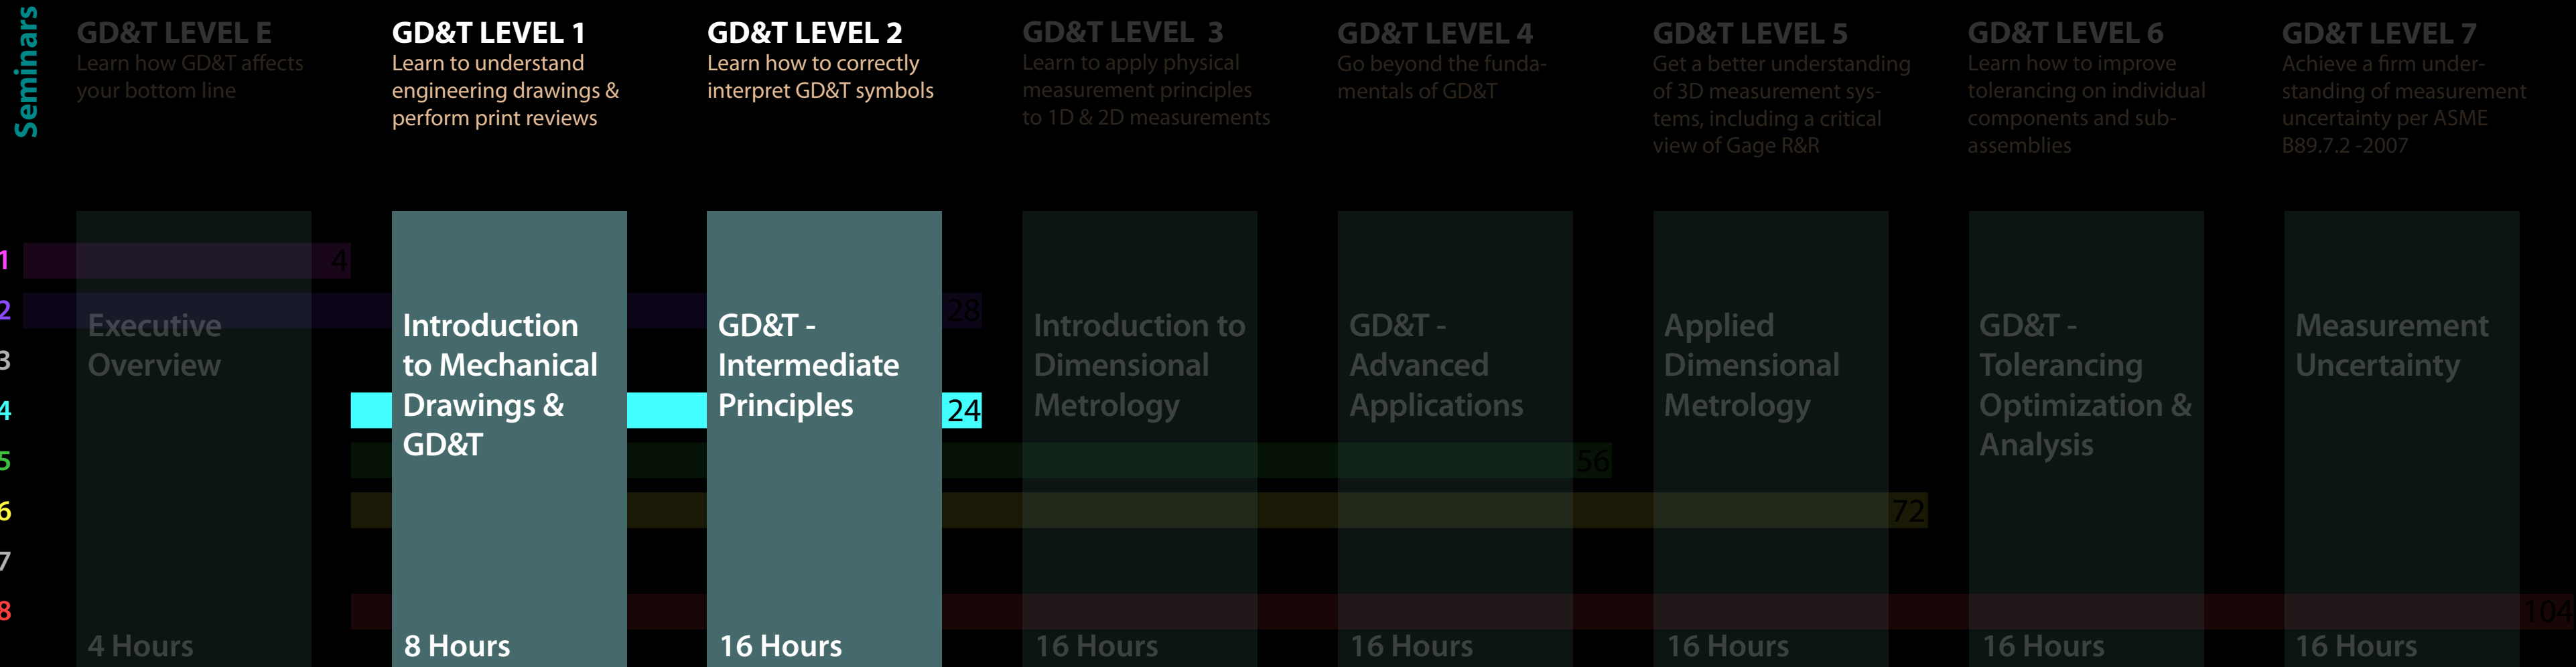 Seminars
GD&T LEVEL E
Learn how GD&T affects
your bottom line
GD&T LEVEL 1
Learn to understand
engineering drawings &
perform print reviews
GD&T LEVEL 2
Learn how to correctly
interpret GD&T symbols
GD&T LEVEL 3
Learn to apply physical
measurement principles
to 1D & 2D measurements
GD&T LEVEL 4
Go beyond the funda-
mentals of GD&T
GD&T LEVEL 5
Get a better understanding
of 3D measurement sys-
tems, including a critical
view of Gage R&R
GD&T LEVEL 6
Learn how to improve
tolerancing on individual
components and sub-
assemblies
GD&T LEVEL 7
Achieve a firm under-
standing of measurement
uncertainty per ASME
B89.7.2 -2007
1
4
2
28
3
4
24
5
56
6
72
7
8
104
Executive
Overview
4 Hours
Introduction
to Mechanical
Drawings &
GD&T
8 Hours
GD&T -
Intermediate
Principles
16 Hours
Introduction to
Dimensional
Metrology
16 Hours
GD&T -
Advanced
Applications
16 Hours
Applied
Dimensional
Metrology
16 Hours
GD&T -
Tolerancing
Optimization &
Analysis
16 Hours
Measurement
Uncertainty
16 Hours